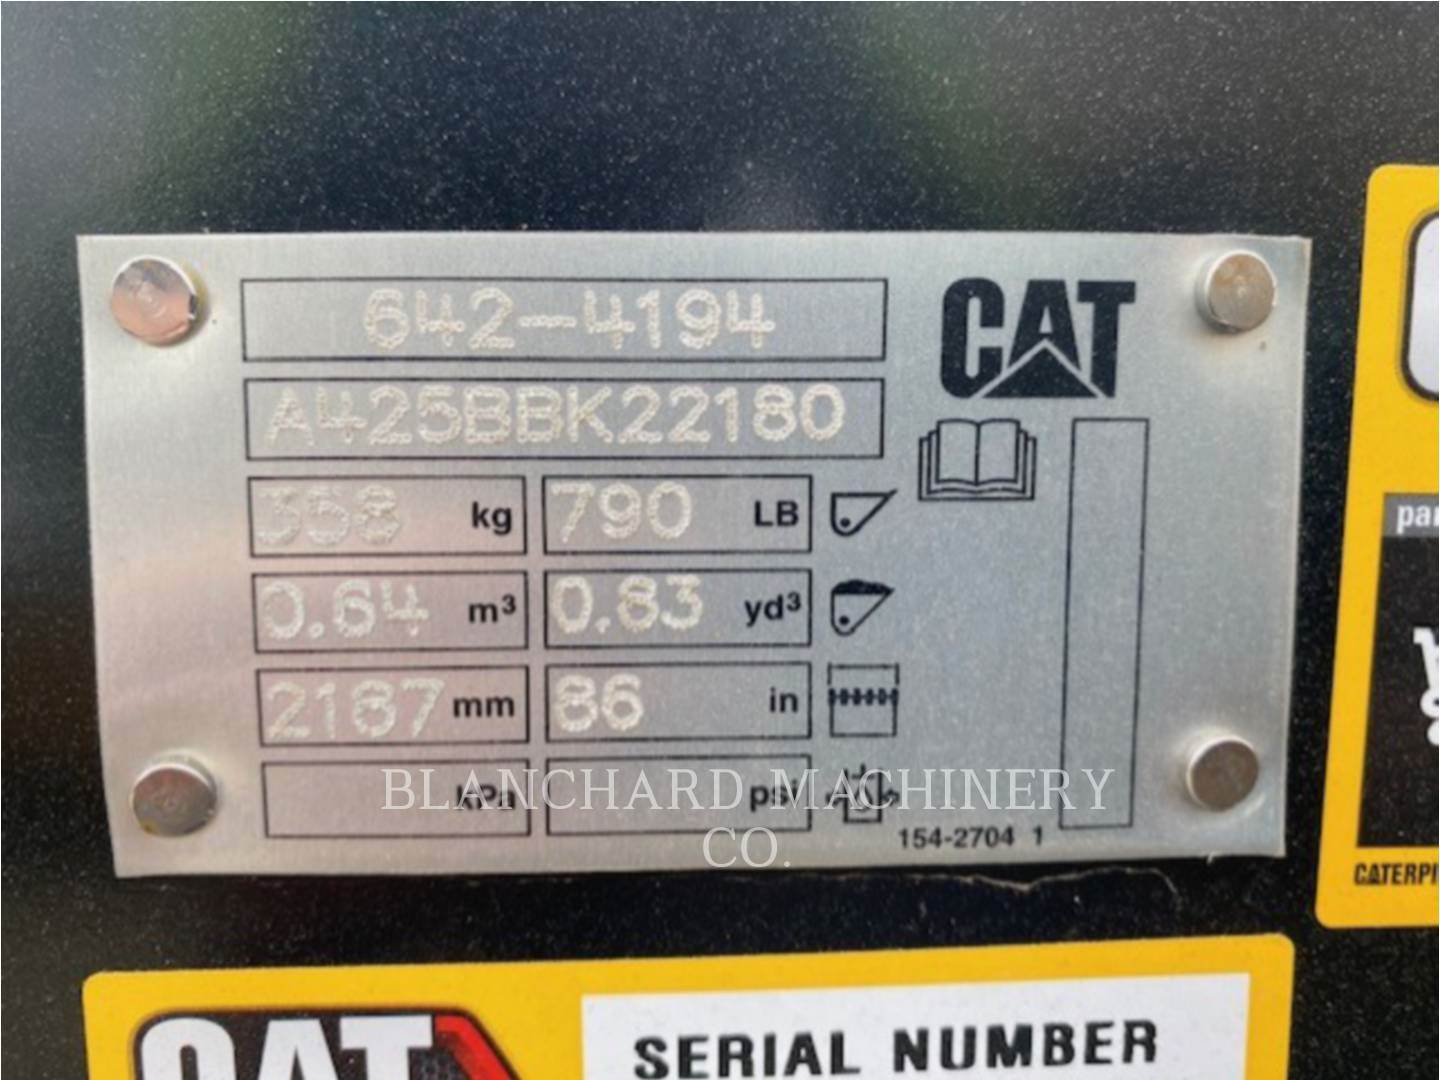 642-4194
CAT
A425BBK22180
358 kg 790 LB
0.64 m³ 0.83 yd³
2187 mm 86 in
kPa psi
154-2704 1
BLANCHARD MACHINERY
CO.
CAT
SERIAL NUMBER